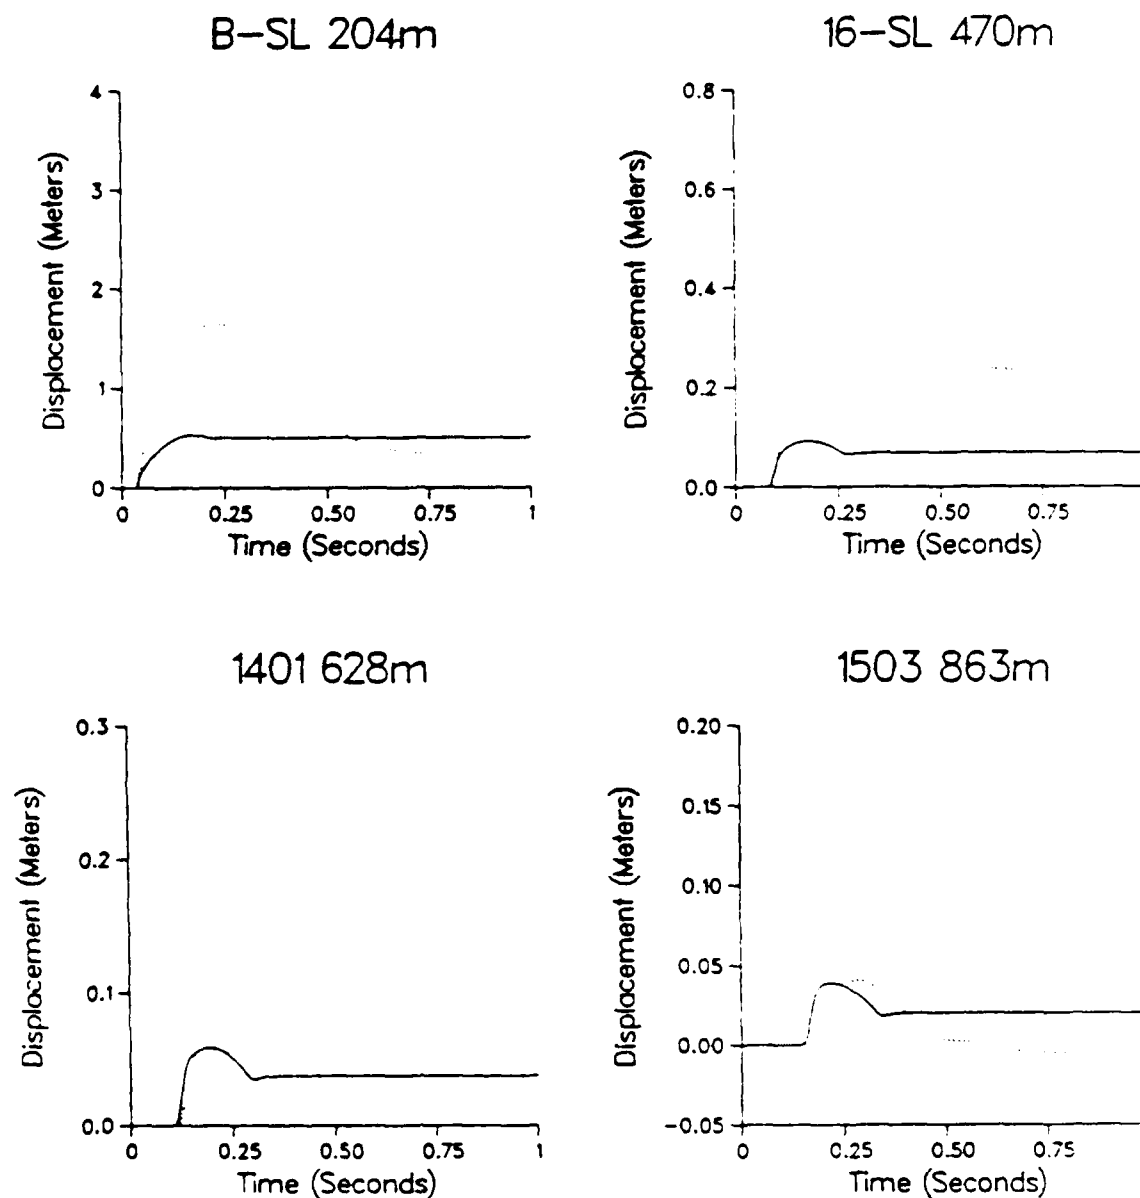 B-SL 204m
4
3
2
1
0
Displacement (Meters)
0 0.25 0.50 0.75 1
Time (Seconds)
16-SL 470m
0.8
0.6
0.4
0.2
0.0
Displacement (Meters)
0 0.25 0.50 0.75
Time (Seconds)
1401 628m
0.3
0.2
0.1
0.0
Displacement (Meters)
0 0.25 0.50 0.75 1
Time (Seconds)
1503 863m
0.20
0.15
0.10
0.05
0.00
-0.05
Displacement (Meters)
0 0.25 0.50 0.75
Time (Seconds)